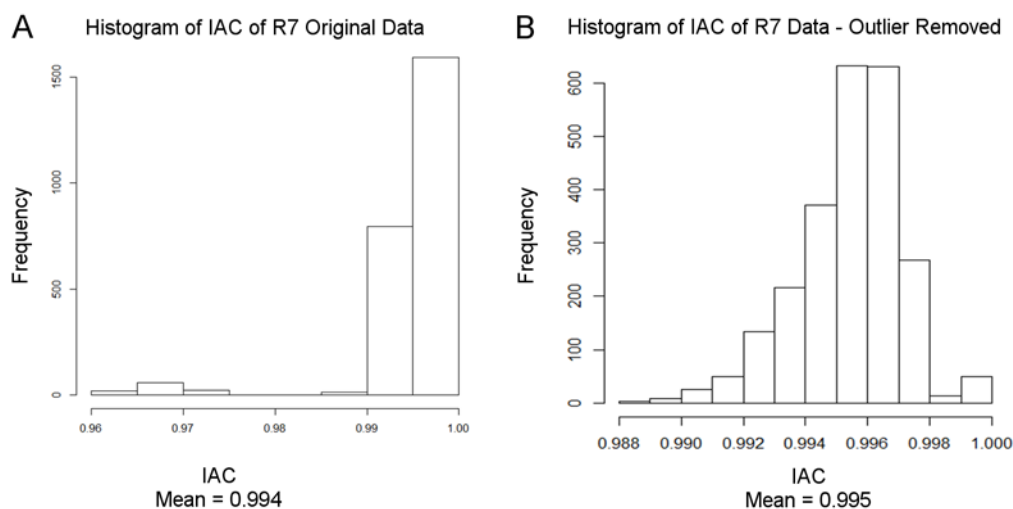 A
Histogram of IAC of R7 Original Data
Frequency
1500
1000
500
0
0.96 0.97 0.98 0.99 1.00
IAC
Mean = 0.994
B
Histogram of IAC of R7 Data - Outlier Removed
Frequency
600
500
400
300
200
100
0
0.988 0.990 0.992 0.994 0.996 0.998 1.000
IAC
Mean = 0.995